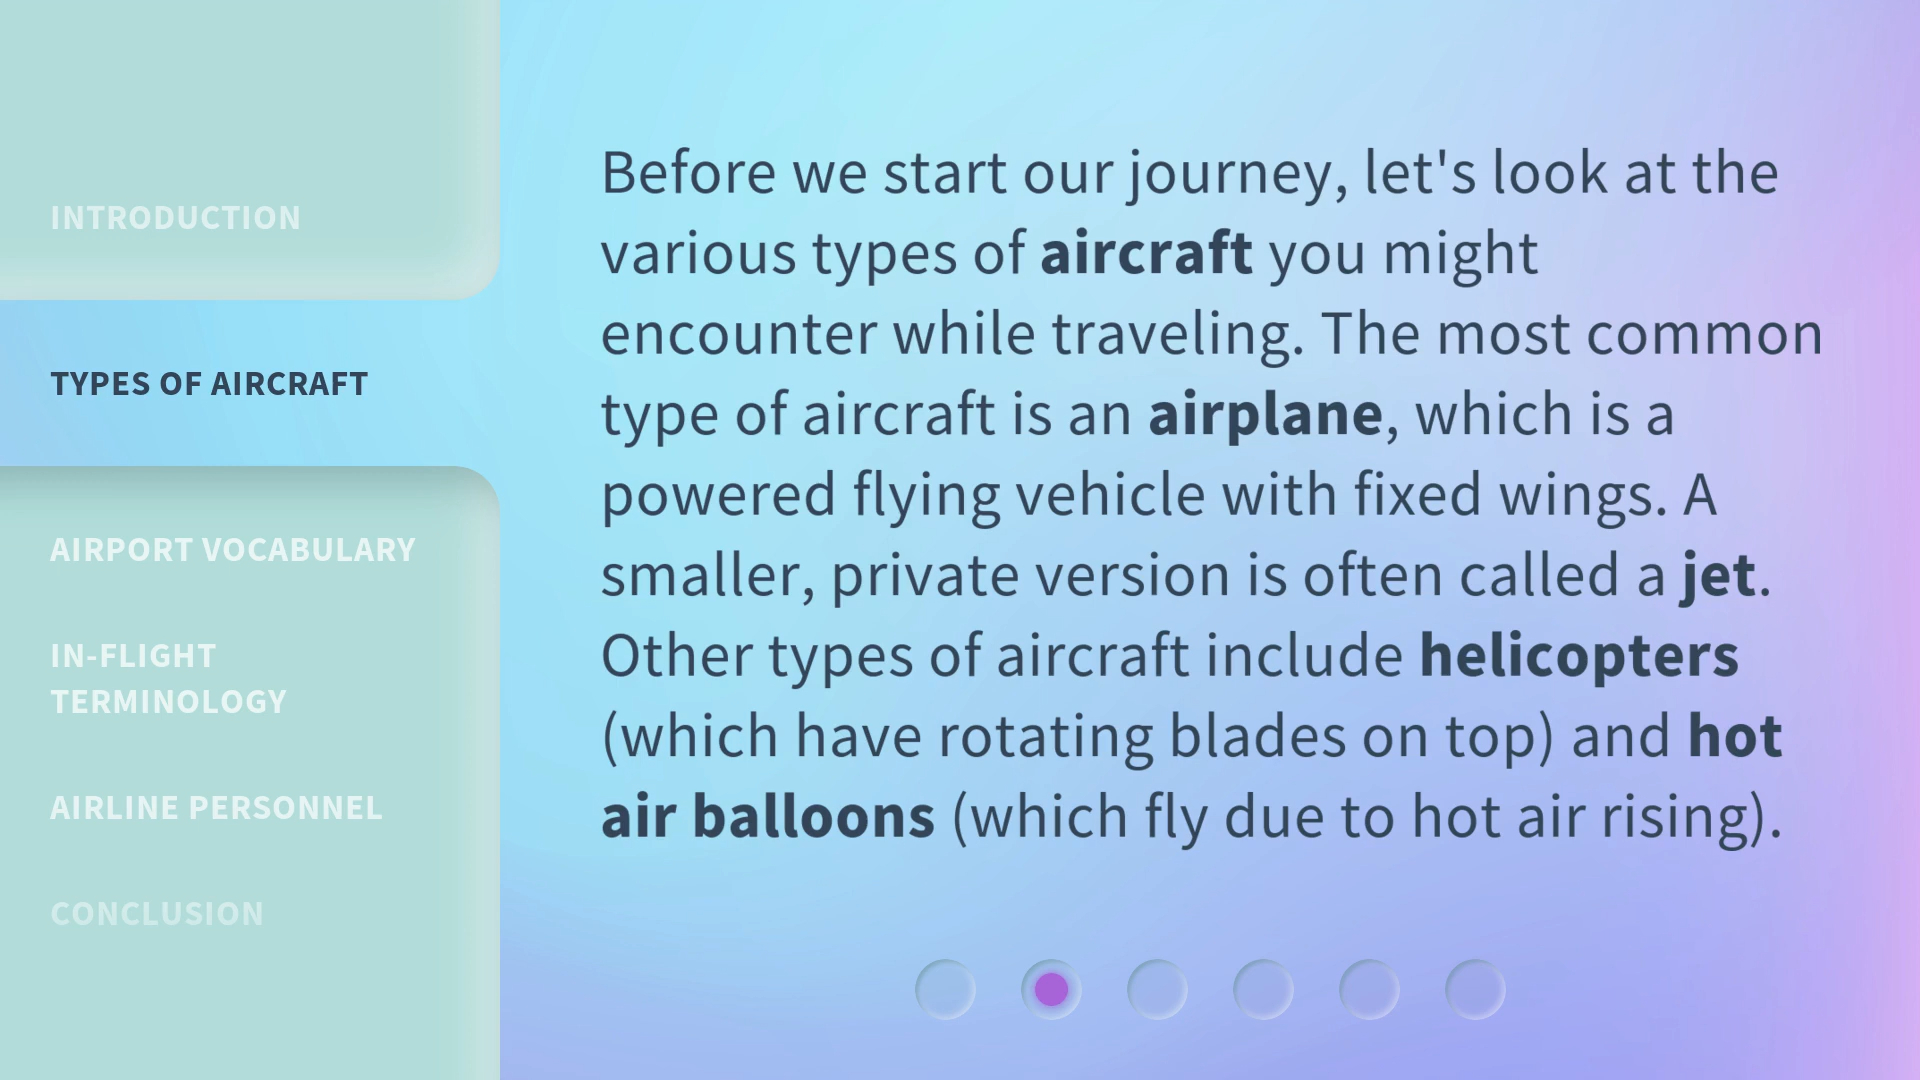 INTRODUCTION
TYPES OF AIRCRAFT
AIRPORT VOCABULARY
IN-FLIGHT
TERMINOLOGY
AIRLINE PERSONNEL
CONCLUSION
Before we start our journey, let's look at the
various types of aircraft you might
encounter while traveling. The most common
type of aircraft is an airplane, which is a
powered flying vehicle with fixed wings. A
smaller, private version is often called a jet.
Other types of aircraft include helicopters
(which have rotating blades on top) and hot
air balloons (which fly due to hot air rising).